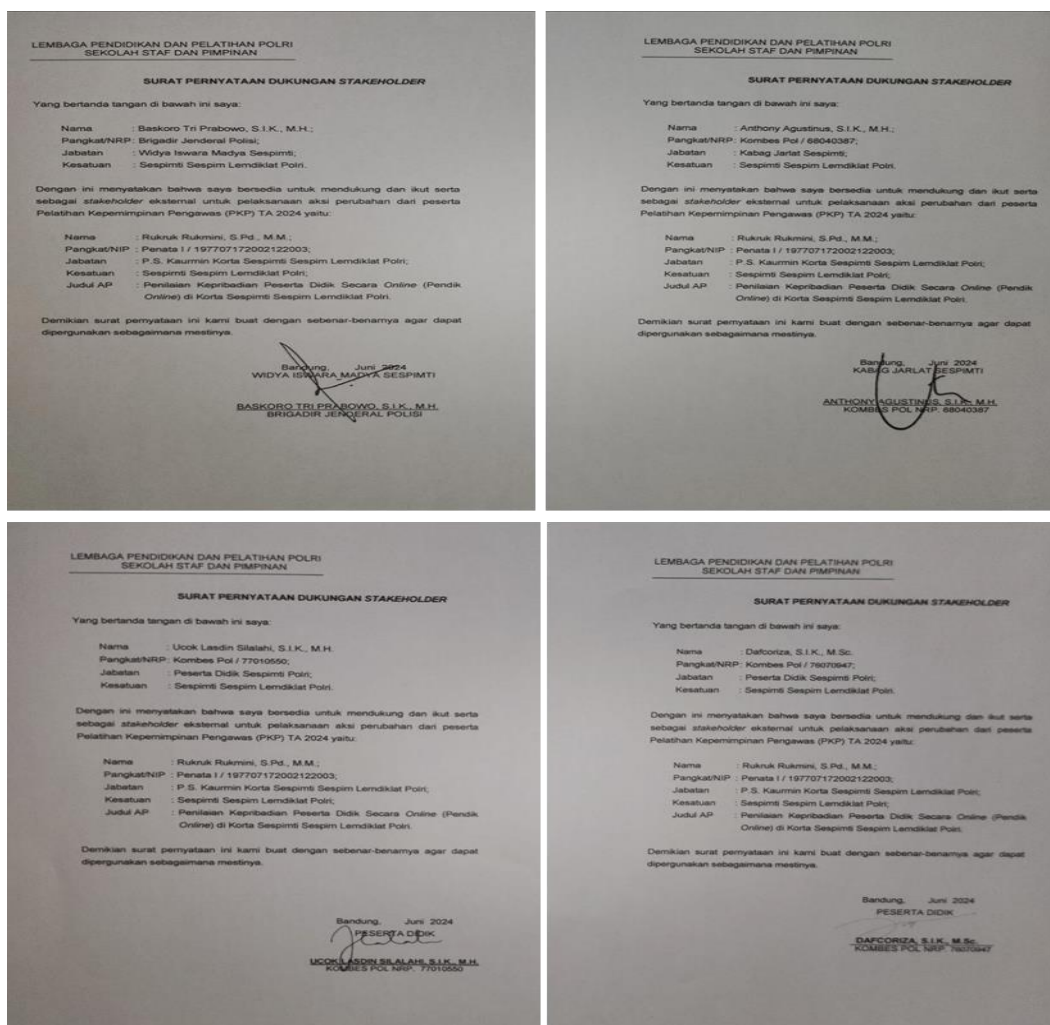 LEMBAGA PENDIDIKAN DAN PELATIHAN POLRI
SEKOLAH STAF DAN PIMPINAN
SURAT PERNYATAAN DUKUNGAN STAKEHOLDER
Yang bertanda tangan di bawah ini saya:
Nama : Baskoro Tri Prabowo, S.I.K., M.H.;
Pangkat/NRP : Brigadir Jenderal Polisi;
Jabatan : Widya Iswara Madya Sespimti;
Kesatuan : Sespimti Sespim Lemdiklat Polri.
Dengan ini menyatakan bahwa saya bersedia untuk mendukung dan ikut serta
sebagai stakeholder eksternal untuk pelaksanaan aksi perubahan dari peserta
Pelatihan Kepemimpinan Pengawas (PKP) TA 2024 yaitu:
Nama : Rukruk Rukmini, S.Pd., M.M.;
Pangkat/NIP : Penata I / 197707172002122003;
Jabatan : P.S. Kaurmin Korta Sespimti Sespim Lemdiklat Polri;
Kesatuan : Sespimti Sespim Lemdiklat Polri;
Judul AP : Penilaian Kepribadian Peserta Didik Secara Online (Pendik
Online) di Korta Sespimti Sespim Lemdiklat Polri.
Demikian surat pernyataan ini kami buat dengan sebenar-benarnya agar dapat
dipergunakan sebagaimana mestinya.
Bandung, Juni 2024
WIDYA ISWARA MADYA SESPIMTI
BASKORO TRI PRABOWO, S.I.K., M.H.
BRIGADIR JENDERAL POLISI
LEMBAGA PENDIDIKAN DAN PELATIHAN POLRI
SEKOLAH STAF DAN PIMPINAN
SURAT PERNYATAAN DUKUNGAN STAKEHOLDER
Yang bertanda tangan di bawah ini saya:
Nama : Anthony Agustinus, S.I.K., M.H.;
Pangkat/NRP : Kombes Pol / 68040387;
Jabatan : Kabag Jarlat Sespimti;
Kesatuan : Sespimti Sespim Lemdiklat Polri.
Dengan ini menyatakan bahwa saya bersedia untuk mendukung dan ikut serta
sebagai stakeholder eksternal untuk pelaksanaan aksi perubahan dari peserta
Pelatihan Kepemimpinan Pengawas (PKP) TA 2024 yaitu:
Nama : Rukruk Rukmini, S.Pd., M.M.;
Pangkat/NIP : Penata I / 197707172002122003;
Jabatan : P.S. Kaurmin Korta Sespimti Sespim Lemdiklat Polri;
Kesatuan : Sespimti Sespim Lemdiklat Polri;
Judul AP : Penilaian Kepribadian Peserta Didik Secara Online (Pendik
Online) di Korta Sespimti Sespim Lemdiklat Polri.
Demikian surat pernyataan ini kami buat dengan sebenar-benarnya agar dapat
dipergunakan sebagaimana mestinya.
Bandung, Juni 2024
KABAG JARLAT SESPIMTI
ANTHONY AGUSTINUS, S.I.K., M.H.
KOMBES POL NRP. 68040387
LEMBAGA PENDIDIKAN DAN PELATIHAN POLRI
SEKOLAH STAF DAN PIMPINAN
SURAT PERNYATAAN DUKUNGAN STAKEHOLDER
Yang bertanda tangan di bawah ini saya:
Nama : Ucok Lasdin Silalahi, S.I.K., M.H.
Pangkat/NRP : Kombes Pol / 77010550;
Jabatan : Peserta Didik Sespimti Polri;
Kesatuan : Sespimti Sespim Lemdiklat Polri.
Dengan ini menyatakan bahwa saya bersedia untuk mendukung dan ikut serta
sebagai stakeholder eksternal untuk pelaksanaan aksi perubahan dari peserta
Pelatihan Kepemimpinan Pengawas (PKP) TA 2024 yaitu:
Nama : Rukruk Rukmini, S.Pd., M.M.;
Pangkat/NIP : Penata I / 197707172002122003;
Jabatan : P.S. Kaurmin Korta Sespimti Sespim Lemdiklat Polri;
Kesatuan : Sespimti Sespim Lemdiklat Polri;
Judul AP : Penilaian Kepribadian Peserta Didik Secara Online (Pendik
Online) di Korta Sespimti Sespim Lemdiklat Polri.
Demikian surat pernyataan ini kami buat dengan sebenar-benarnya agar dapat
dipergunakan sebagaimana mestinya.
Bandung, Juni 2024
PESERTA DIDIK
UCOK LASDIN SILALAHI, S.I.K., M.H.
KOMBES POL NRP. 77010550
LEMBAGA PENDIDIKAN DAN PELATIHAN POLRI
SEKOLAH STAF DAN PIMPINAN
SURAT PERNYATAAN DUKUNGAN STAKEHOLDER
Yang bertanda tangan di bawah ini saya:
Nama : Dafcoriza, S.I.K., M.Sc.
Pangkat/NRP : Kombes Pol / 76070947;
Jabatan : Peserta Didik Sespimti Polri;
Kesatuan : Sespimti Sespim Lemdiklat Polri.
Dengan ini menyatakan bahwa saya bersedia untuk mendukung dan ikut serta
sebagai stakeholder eksternal untuk pelaksanaan aksi perubahan dari peserta
Pelatihan Kepemimpinan Pengawas (PKP) TA 2024 yaitu:
Nama : Rukruk Rukmini, S.Pd., M.M.;
Pangkat/NIP : Penata I / 197707172002122003;
Jabatan : P.S. Kaurmin Korta Sespimti Sespim Lemdiklat Polri;
Kesatuan : Sespimti Sespim Lemdiklat Polri;
Judul AP : Penilaian Kepribadian Peserta Didik Secara Online (Pendik
Online) di Korta Sespimti Sespim Lemdiklat Polri.
Demikian surat pernyataan ini kami buat dengan sebenar-benarnya agar dapat
dipergunakan sebagaimana mestinya.
Bandung, Juni 2024
PESERTA DIDIK
DAFCORIZA, S.I.K., M.Sc.
KOMBES POL NRP. 76070947